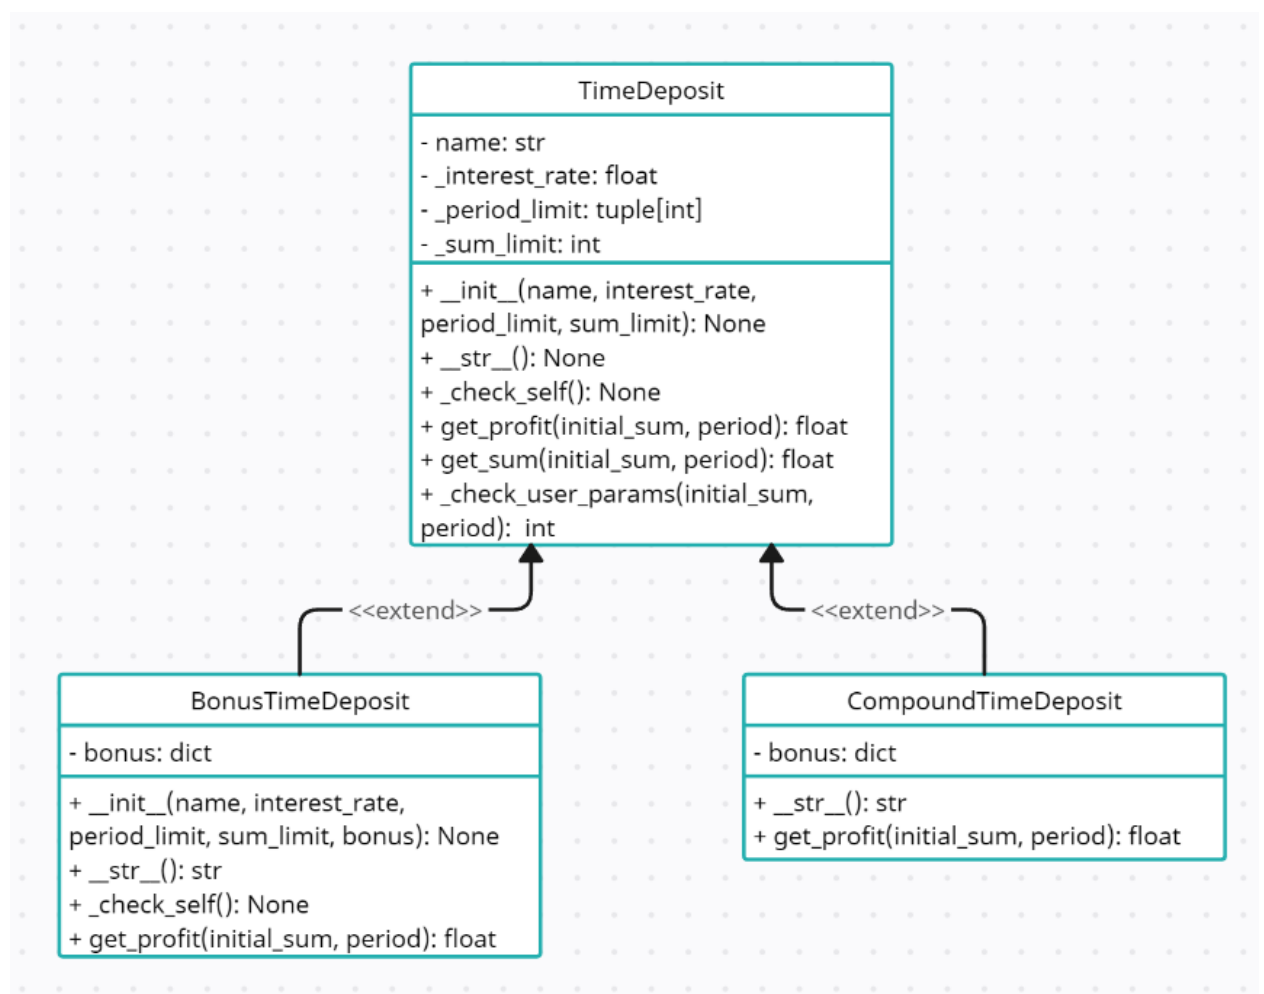 TimeDeposit
- name: str
- _interest_rate: float
- _period_limit: tuple[int]
- _sum_limit: int
+ __init__(name, interest_rate,
period_limit, sum_limit): None
+ __str__(): None
+ _check_self(): None
+ get_profit(initial_sum, period): float
+ get_sum(initial_sum, period): float
+ _check_user_params(initial_sum,
period):  int
<<extend>>
<<extend>>
BonusTimeDeposit
- bonus: dict
+ __init__(name, interest_rate,
period_limit, sum_limit, bonus): None
+ __str__(): str
+ _check_self(): None
+ get_profit(initial_sum, period): float
CompoundTimeDeposit
- bonus: dict
+ __str__(): str
+ get_profit(initial_sum, period): float